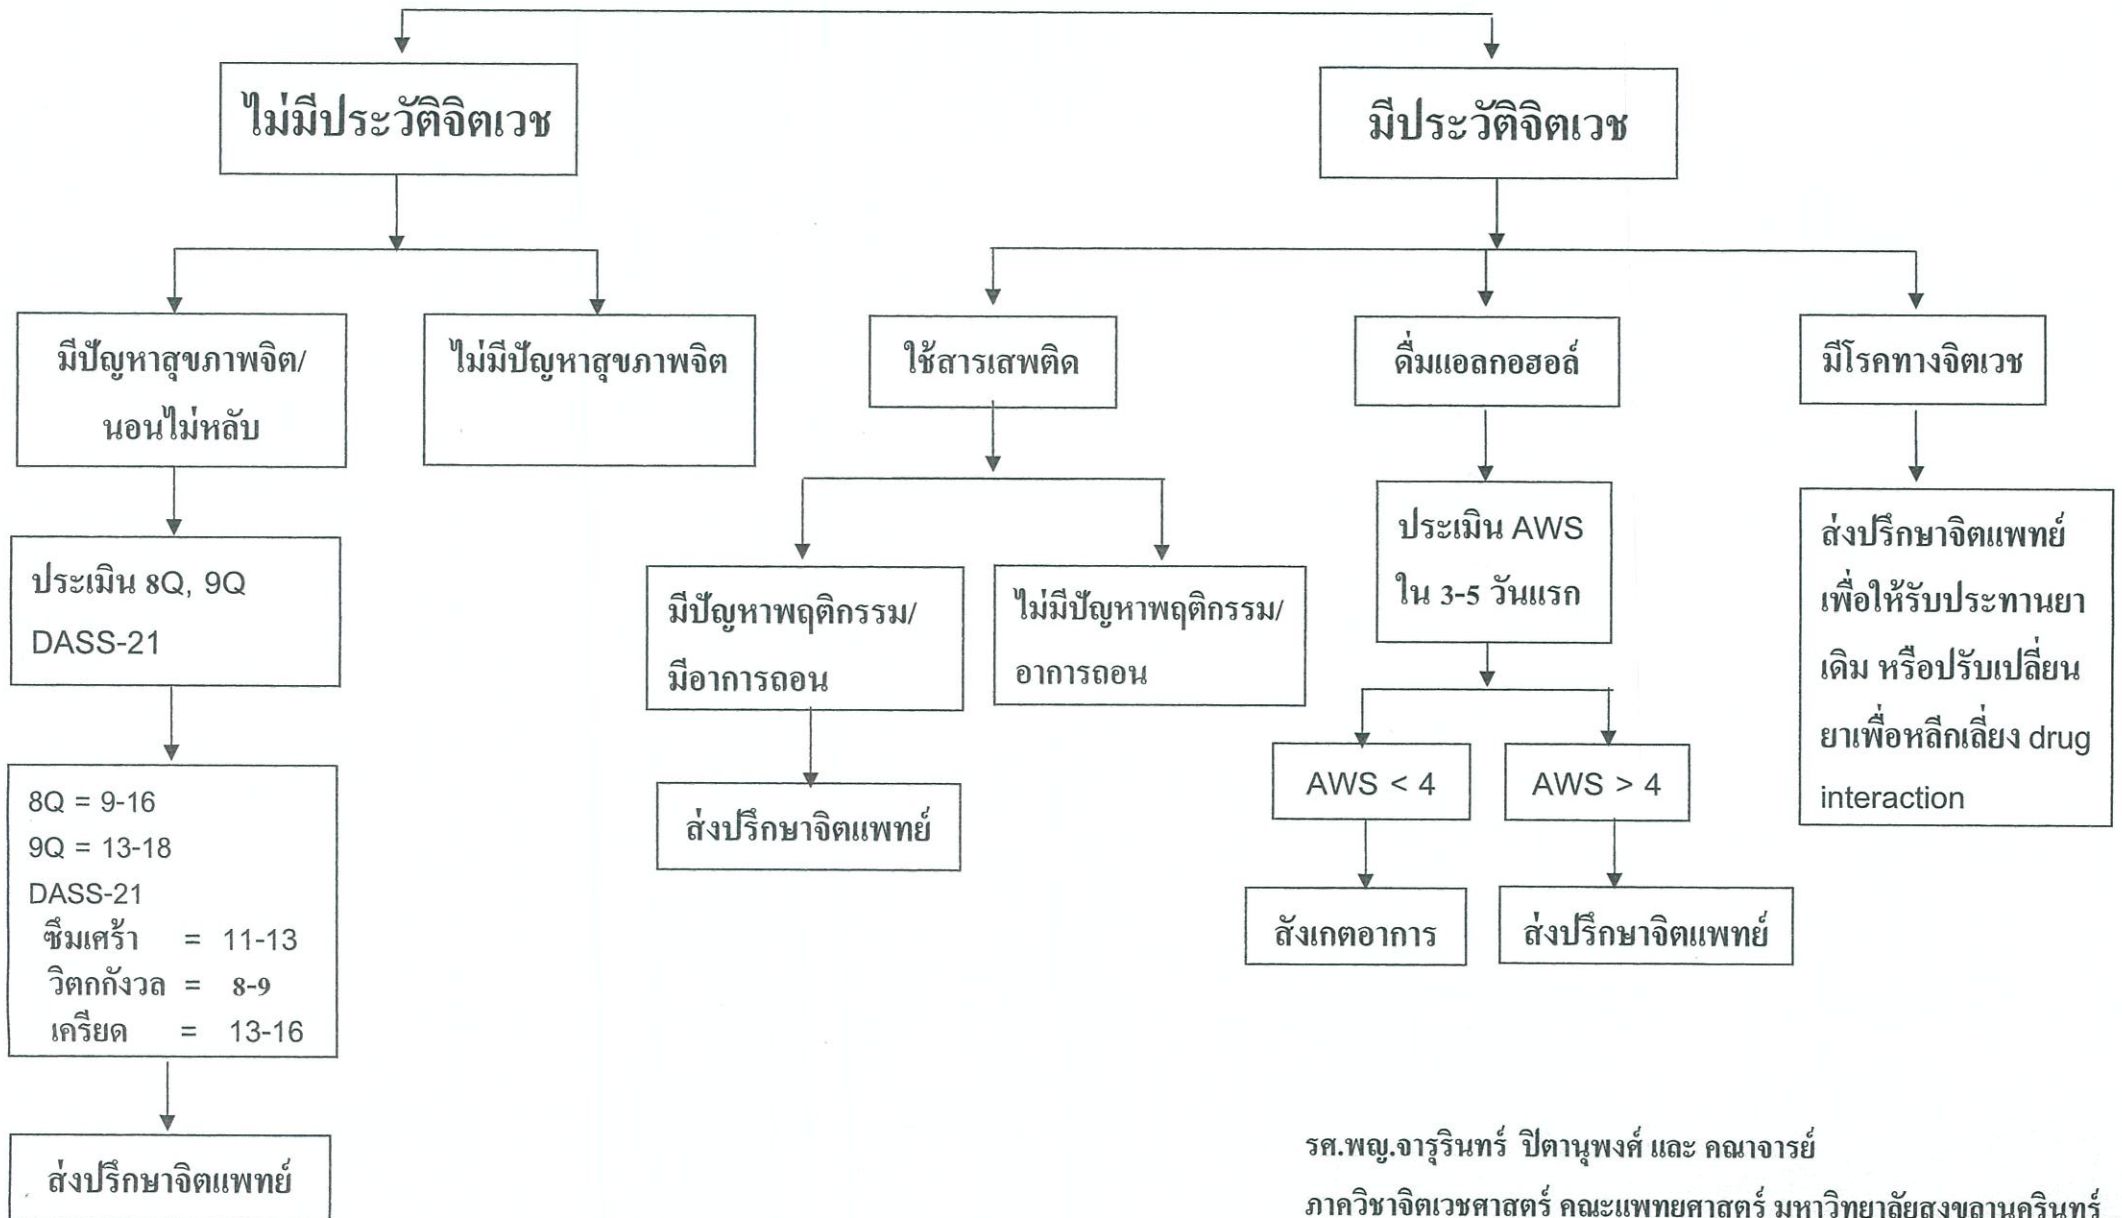 ไม่มีประวัติจิตเวช
มีประวัติจิตเวช
มีปัญหาสุขภาพจิต/
นอนไม่หลับ
ไม่มีปัญหาสุขภาพจิต
ใช้สารเสพติด
ดื่มแอลกอฮอล์
มีโรคทางจิตเวช
ประเมิน 8Q, 9Q
DASS-21
มีปัญหาพฤติกรรม/
มีอาการถอน
ไม่มีปัญหาพฤติกรรม/
อาการถอน
ประเมิน AWS
ใน 3-5 วันแรก
ส่งปรึกษาจิตแพทย์
เพื่อให้รับประทานยา
เดิม หรือปรับเปลี่ยน
ยาเพื่อหลีกเลี่ยง drug
interaction
8Q = 9-16
9Q = 13-18
DASS-21
ซึมเศร้า = 11-13
วิตกกังวล = 8-9
เครียด = 13-16
ส่งปรึกษาจิตแพทย์
AWS < 4
AWS > 4
สังเกตอาการ
ส่งปรึกษาจิตแพทย์
ส่งปรึกษาจิตแพทย์
รศ.พญ.จารุรินทร์ ปิตานุพงศ์ และ คณาจารย์
ภาควิชาจิตเวชศาสตร์ คณะแพทยศาสตร์ มหาวิทยาลัยสงขลานครินทร์